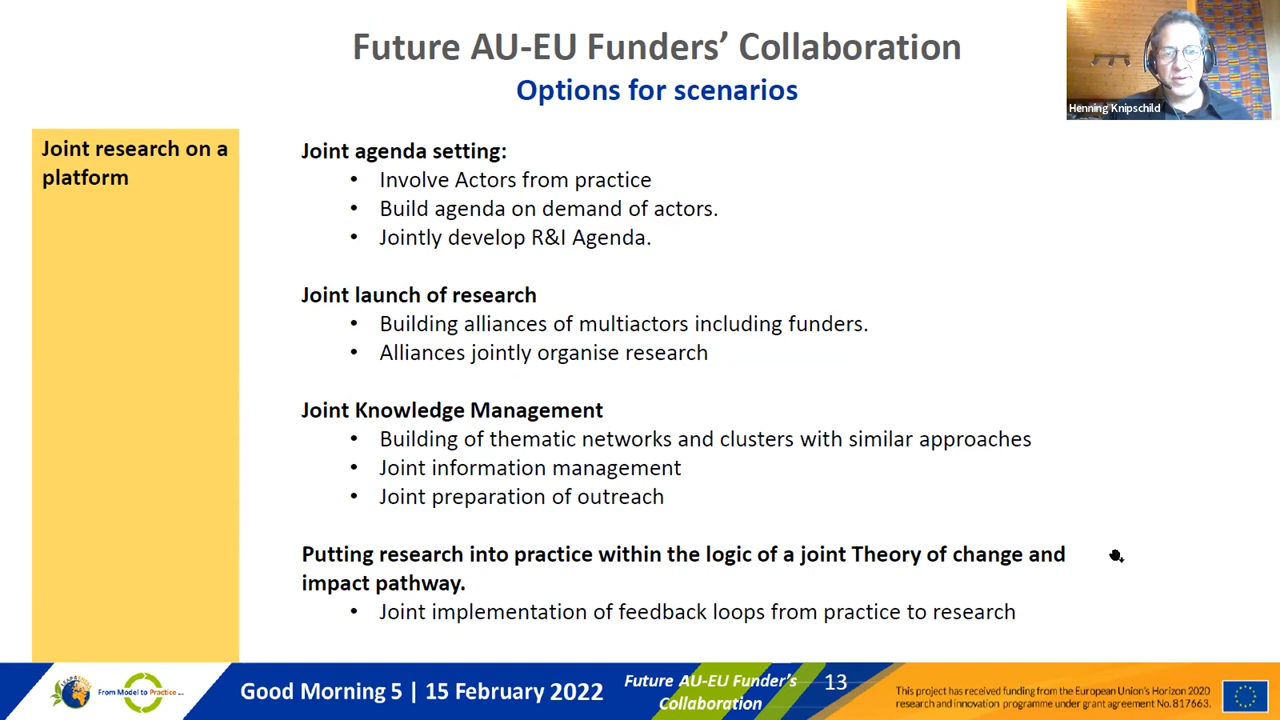 Future AU-EU Funders’ Collaboration
Options for scenarios
Henning Knipschild
Joint research on a
platform
Joint agenda setting:
• Involve Actors from practice
• Build agenda on demand of actors.
• Jointly develop R&I Agenda.
Joint launch of research
• Building alliances of multiactors including funders.
• Alliances jointly organise research
Joint Knowledge Management
• Building of thematic networks and clusters with similar approaches
• Joint information management
• Joint preparation of outreach
Putting research into practice within the logic of a joint Theory of change and
impact pathway.
• Joint implementation of feedback loops from practice to research
From Model to Practice
Good Morning 5 | 15 February 2022
Future AU-EU Funder’s
Collaboration
13
This project has received funding from the European Union’s Horizon 2020
research and innovation programme under grant agreement No. 817663.